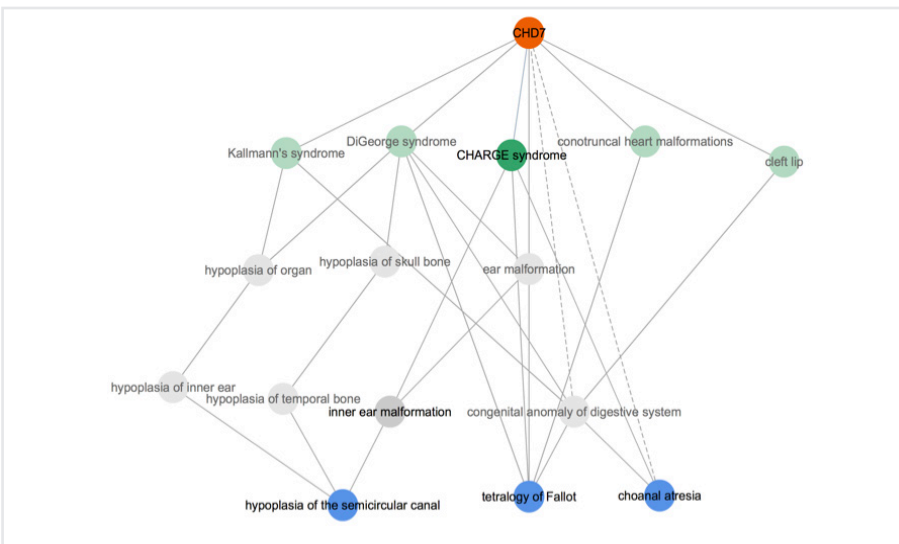 CHD7
Kallmann's syndrome
DiGeorge syndrome
CHARGE syndrome
conotruncal heart malformations
cleft lip
hypoplasia of organ
hypoplasia of skull bone
ear malformation
hypoplasia of inner ear
hypoplasia of temporal bone
inner ear malformation
congenital anomaly of digestive system
hypoplasia of the semicircular canal
tetralogy of Fallot
choanal atresia